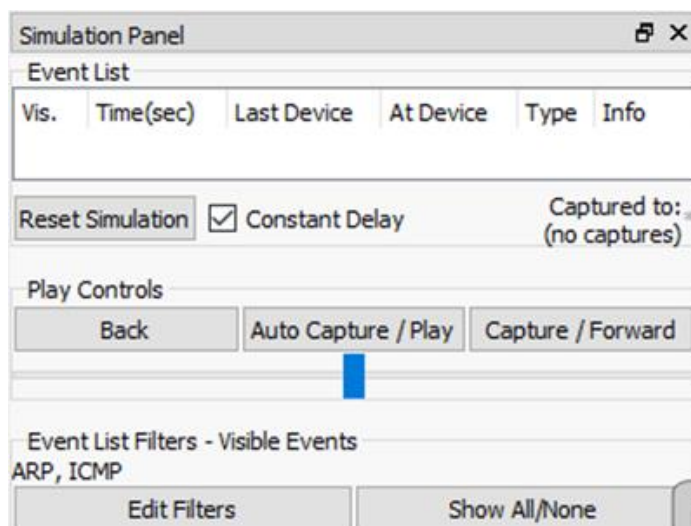 Simulation Panel
Event List
Vis. Time(sec) Last Device At Device Type Info
Reset Simulation Constant Delay Captured to:
(no captures)
Play Controls
Back Auto Capture / Play Capture / Forward
Event List Filters - Visible Events
ARP, ICMP
Edit Filters Show All/None